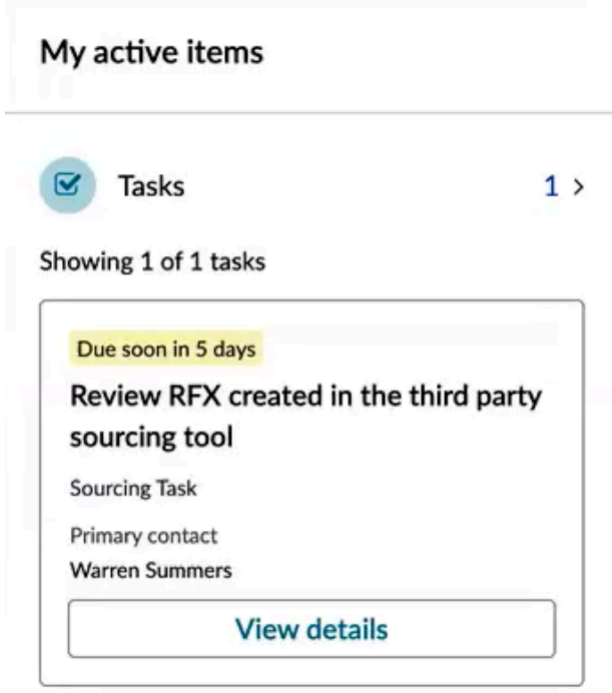 My active items
Tasks
1 >
Showing 1 of 1 tasks
Due soon in 5 days
Review RFX created in the third party
sourcing tool
Sourcing Task
Primary contact
Warren Summers
View details